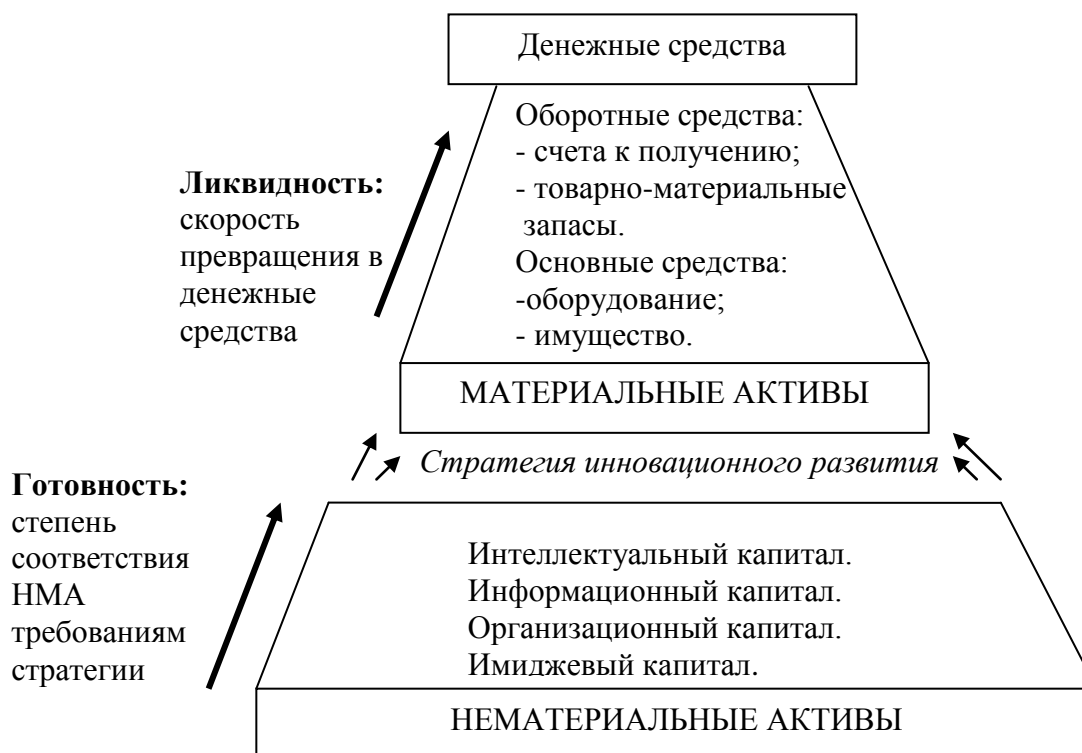 Денежные средства
Оборотные средства:
- счета к получению;
- товарно-материальные
запасы.
Основные средства:
-оборудование;
- имущество.
Ликвидность:
скорость
превращения в
денежные
средства
МАТЕРИАЛЬНЫЕ АКТИВЫ
Стратегия инновационного развития
Готовность:
степень
соответствия
НМА
требованиям
стратегии
Интеллектуальный капитал.
Информационный капитал.
Организационный капитал.
Имиджевый капитал.
НЕМАТЕРИАЛЬНЫЕ АКТИВЫ